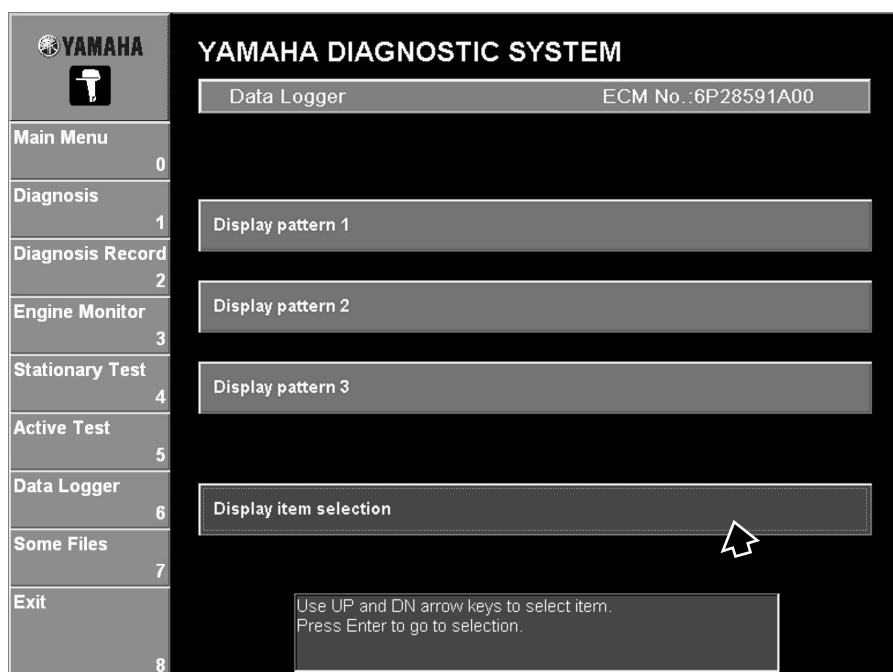 YAMAHA
YAMAHA DIAGNOSTIC SYSTEM
Data Logger ECM No.:6P28591A00
Main Menu
0
Diagnosis
1
Diagnosis Record
2
Engine Monitor
3
Stationary Test
4
Active Test
5
Data Logger
6
Some Files
7
Exit
8
Display pattern 1
Display pattern 2
Display pattern 3
Display item selection
Use UP and DN arrow keys to select item.
Press Enter to go to selection.